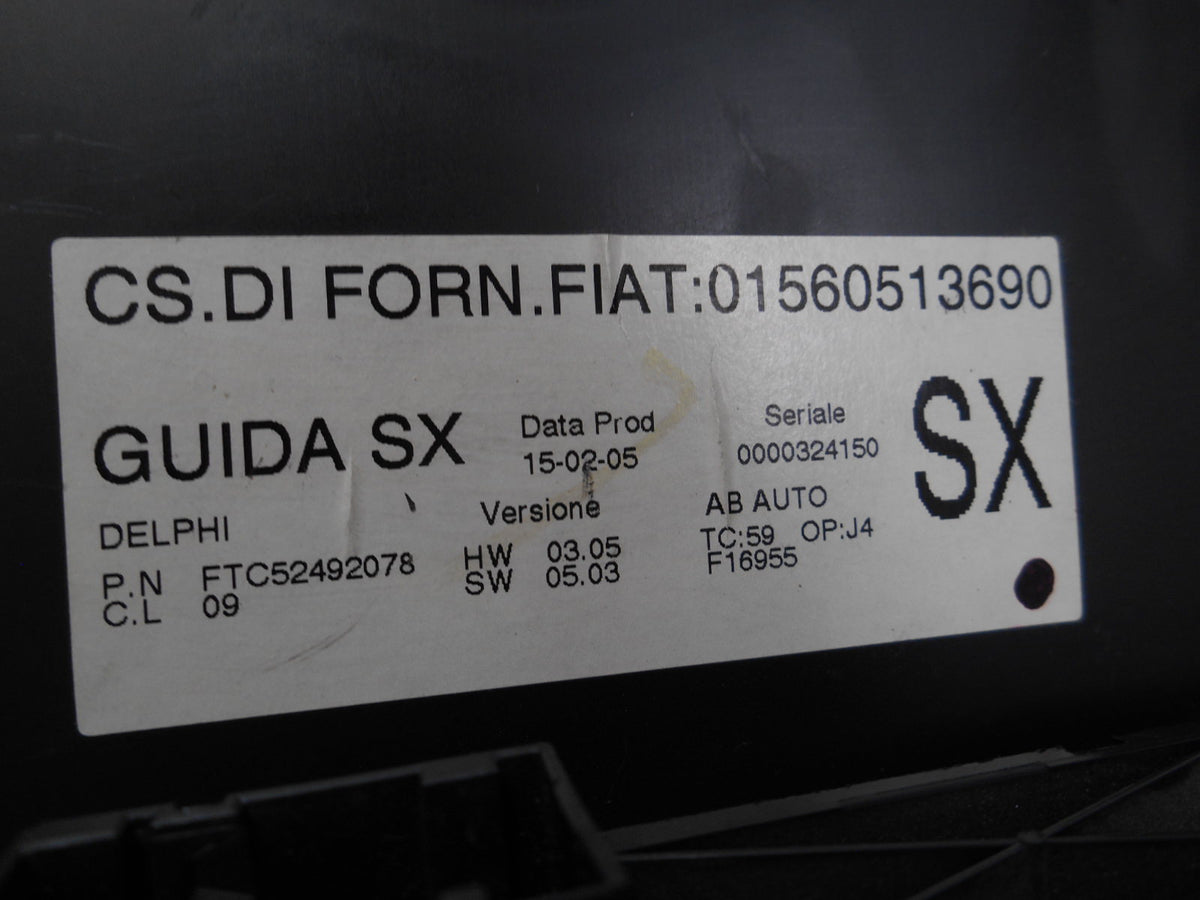 CS.DI FORN.FIAT:01560513690
GUIDA SX
Data Prod
15-02-05
Seriale
0000324150
SX
DELPHI
P.N FTC52492078
C.L 09
Versione
HW 03.05
SW 05.03
AB AUTO
TC:59 OP:J4
F16955